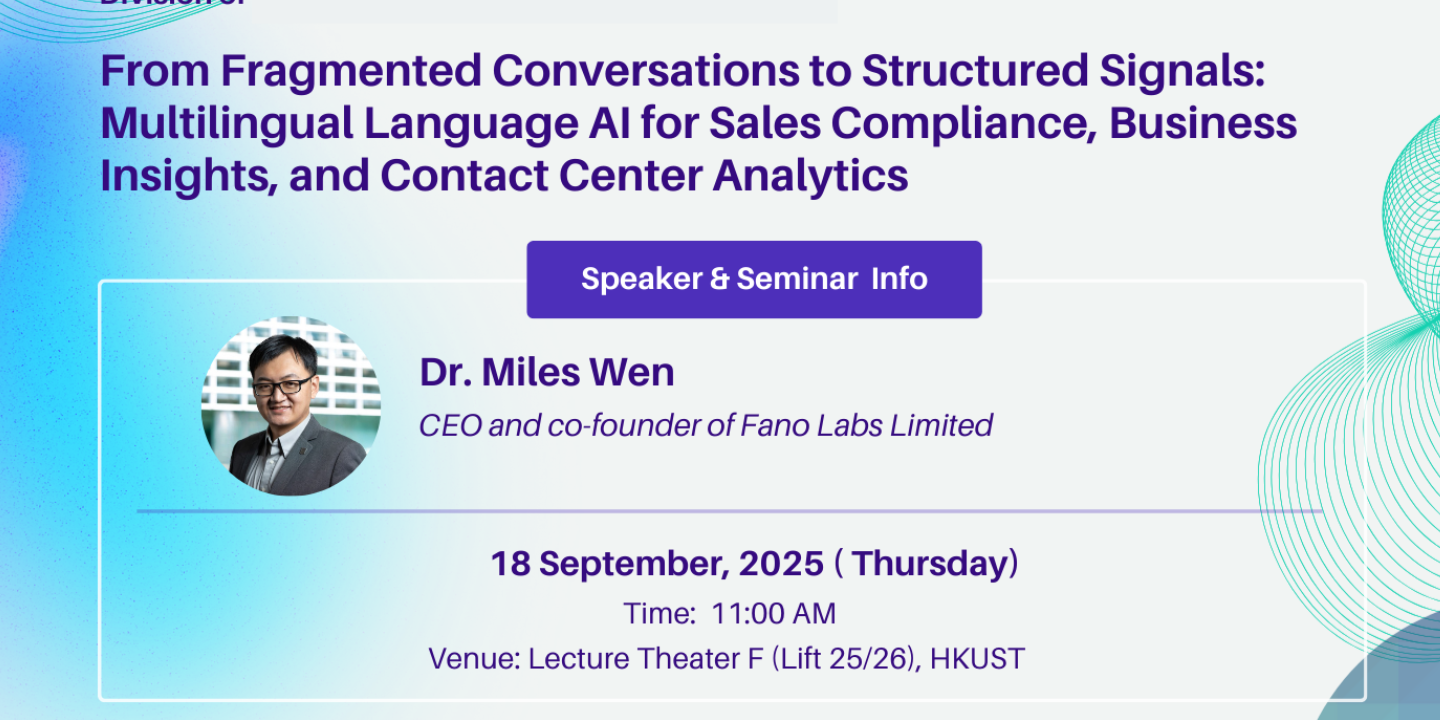 Division of
From Fragmented Conversations to Structured Signals:
Multilingual Language AI for Sales Compliance, Business
Insights, and Contact Center Analytics
Speaker & Seminar Info
Dr. Miles Wen
CEO and co-founder of Fano Labs Limited
18 September, 2025 ( Thursday)
Time: 11:00 AM
Venue: Lecture Theater F (Lift 25/26), HKUST